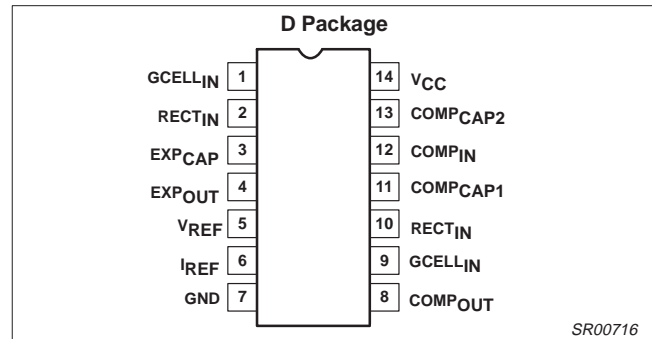 D Package
GCELLIN 1 14 VCC
RECTIN 2 13 COMPCAP2
EXPCAP 3 12 COMPIN
EXPOUT 4 11 COMPCAP1
VREF 5 10 RECTIN
IREF 6 9 GCELLIN
GND 7 8 COMPOUT
SR00716